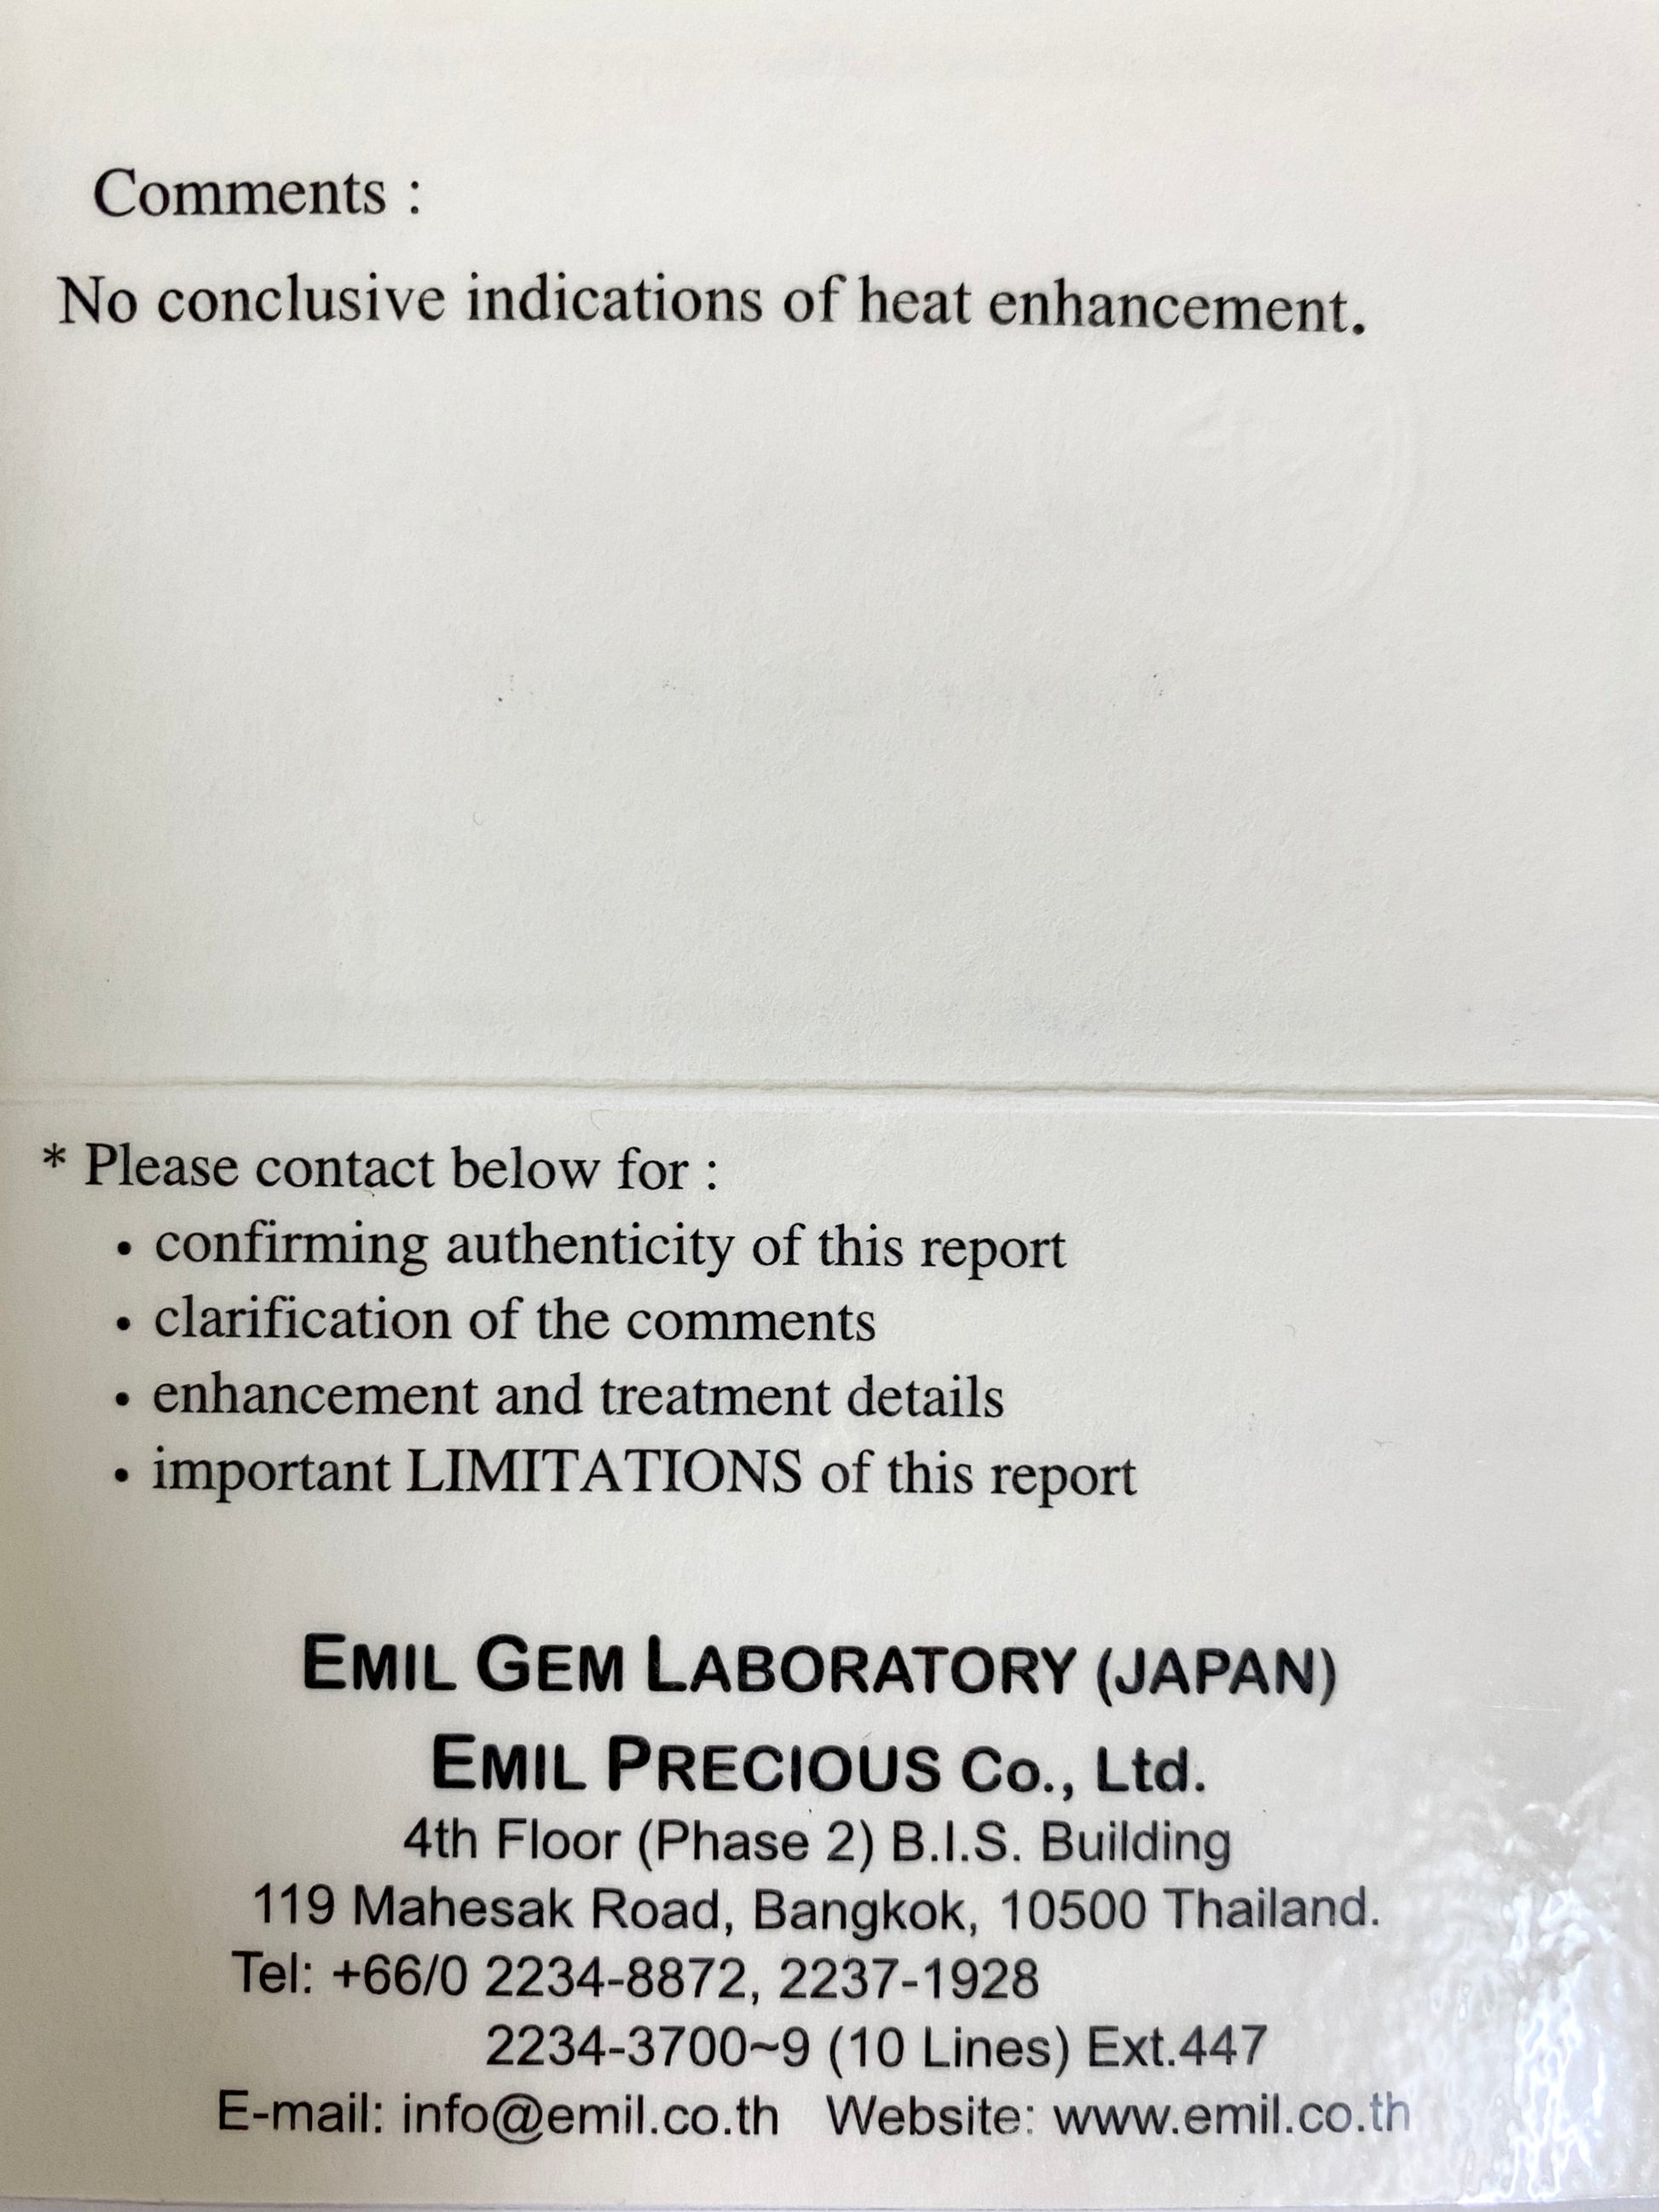 Comments :
No conclusive indications of heat enhancement.
* Please contact below for :
• confirming authenticity of this report
• clarification of the comments
• enhancement and treatment details
• important LIMITATIONS of this report
EMIL GEM LABORATORY (JAPAN)
EMIL PRECIOUS Co., Ltd.
4th Floor (Phase 2) B.I.S. Building
119 Mahesak Road, Bangkok, 10500 Thailand.
Tel: +66/0 2234-8872, 2237-1928
2234-3700~9 (10 Lines) Ext.447
E-mail: info@emil.co.th Website: www.emil.co.th